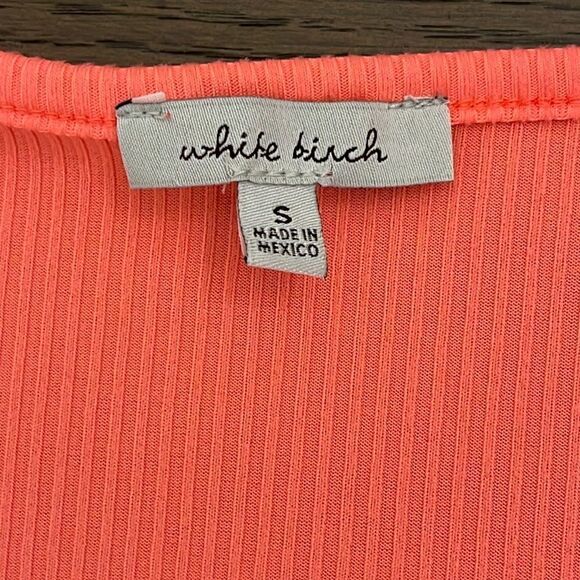 white birch
S
MADE IN
MEXICO